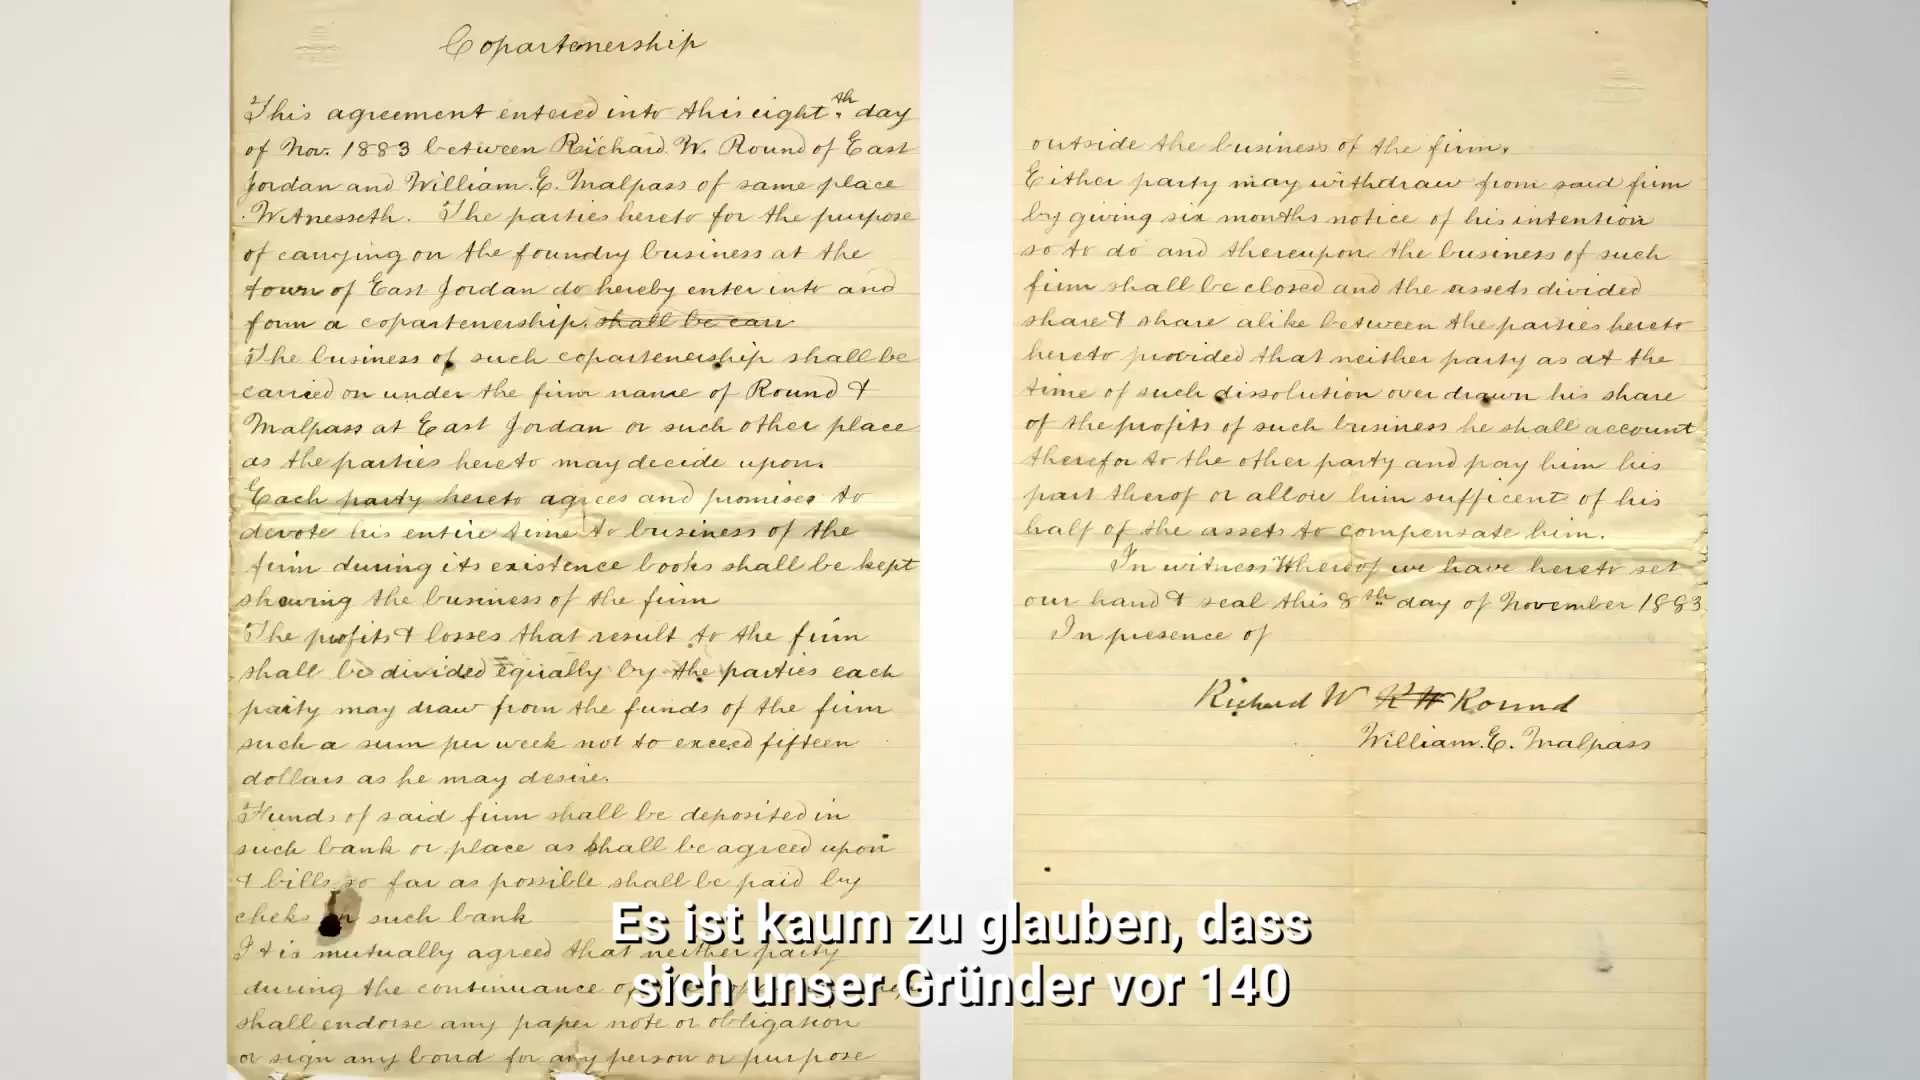 Copartenership
This agreement entered into this eight th. day
of Nov. 1883 between Richard. W. Round of East
Jordan and William. E. Malpass of same place
Witnesseth. The parties hereto for the purpose
of carrying on the foundry business at the
town of East Jordan do hereby enter into and
form a copartenership. shall be carr
The business of such copartenership shall be
carried on under the firm name of Round &
Malpass at East Jordan or such other place
as the parties hereto may decide upon.
Each party hereto agrees and promises to
devote his entire time to business of the
firm during its existence books shall be kept
shewing the business of the firm
The profits & losses that result to the firm
shall be divided equally by the parties each
party may draw from the funds of the firm
such a sum per week not to exceed fifteen
dollars as he may desire.
Funds of said firm shall be deposited in
such bank or place as shall be agreed upon
& bills so far as possible shall be paid by
cheks on such bank
It is mutually agreed that neither party
during the continuance
shall endorse any paper note or obligation
or sign any bond for any person or purpose
outside the business of the firm.
Either party may withdraw from said firm
by giving six months notice of his intention
so to do and thereupon the business of such
firm shall be closed and the assets divided
share & share alike between the parties hereto
hereto provided that neither party as at the
time of such dissolution over drawn his share
of the profits of such business he shall account
therefor to the other party and pay him his
part therof or allow him sufficent of his
half of the assets to compensate him.
In witness Whereof we have hereto set
our hand & seal this 8th day of November 1883
In presence of
Richard W R W Round
William. E. Malpass
Es ist kaum zu glauben, dass
sich unser Gründer vor 140